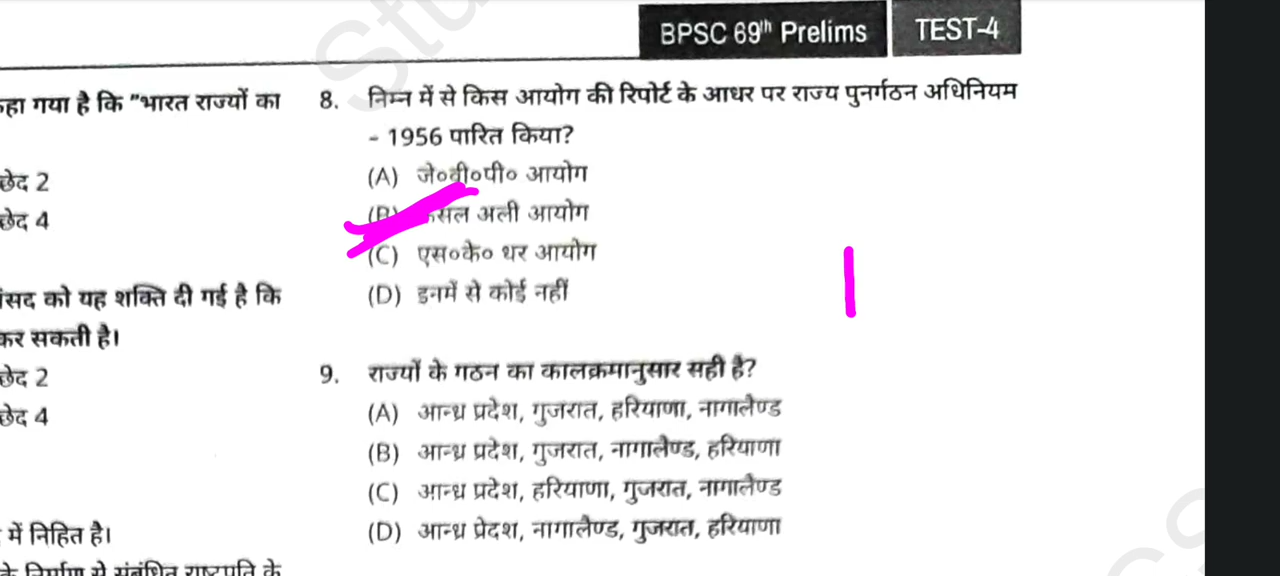 BPSC 69th Prelims TEST-4
कहा गया है कि "भारत राज्यों का
छेद 2
छेद 4
संसद को यह शक्ति दी गई है कि
कर सकती है।
छेद 2
छेद 4
में निहित है।
के निर्माण से संबंधित राष्ट्रपति के
8. निम्न में से किस आयोग की रिपोर्ट के आधर पर राज्य पुनर्गठन अधिनियम
- 1956 पारित किया?
(A) जे०वी०पी० आयोग
(B) अली आयोग
(C) एस०के० धर आयोग
(D) इनमें से कोई नहीं
9. राज्यों के गठन का कालक्रमानुसार सही है?
(A) आन्ध्र प्रदेश, गुजरात, हरियाणा, नागालैण्ड
(B) आन्ध्र प्रदेश, गुजरात, नागालैण्ड, हरियाणा
(C) आन्ध्र प्रदेश, हरियाणा, गुजरात, नागालैण्ड
(D) आन्ध्र प्रेदश, नागालैण्ड, गुजरात, हरियाणा